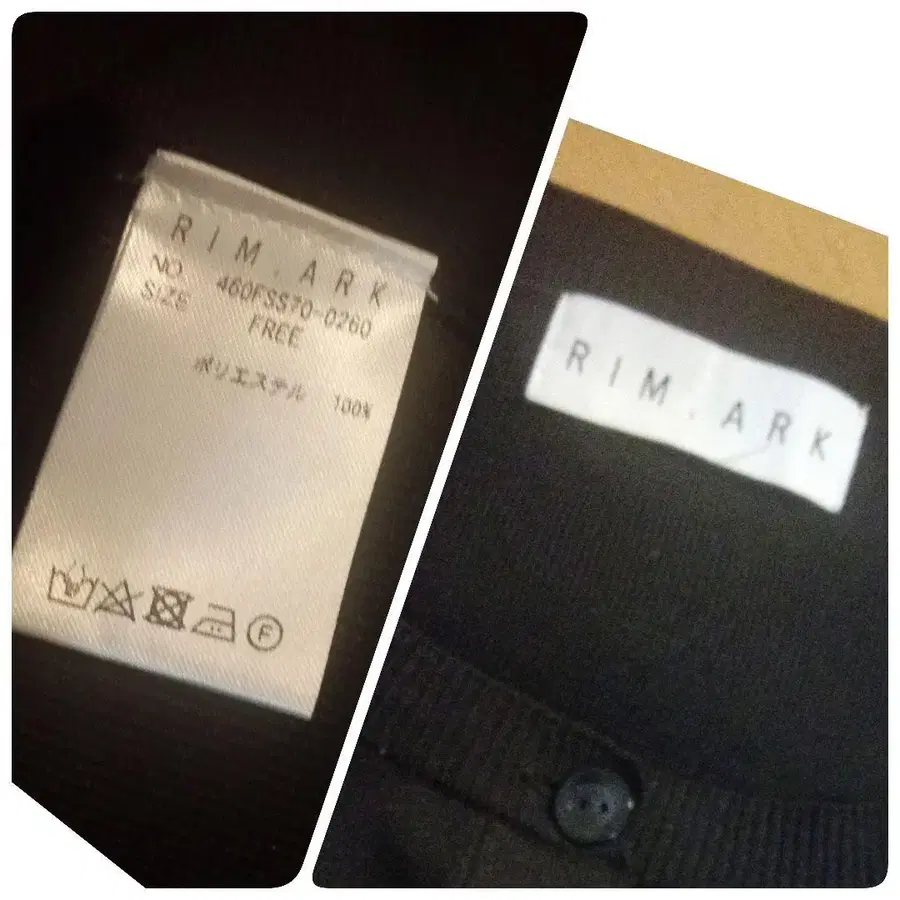 RIM.ARK
NO. 460FSS70-0260
SIZE FREE
ポリエステル 100%
F
RIM.ARK